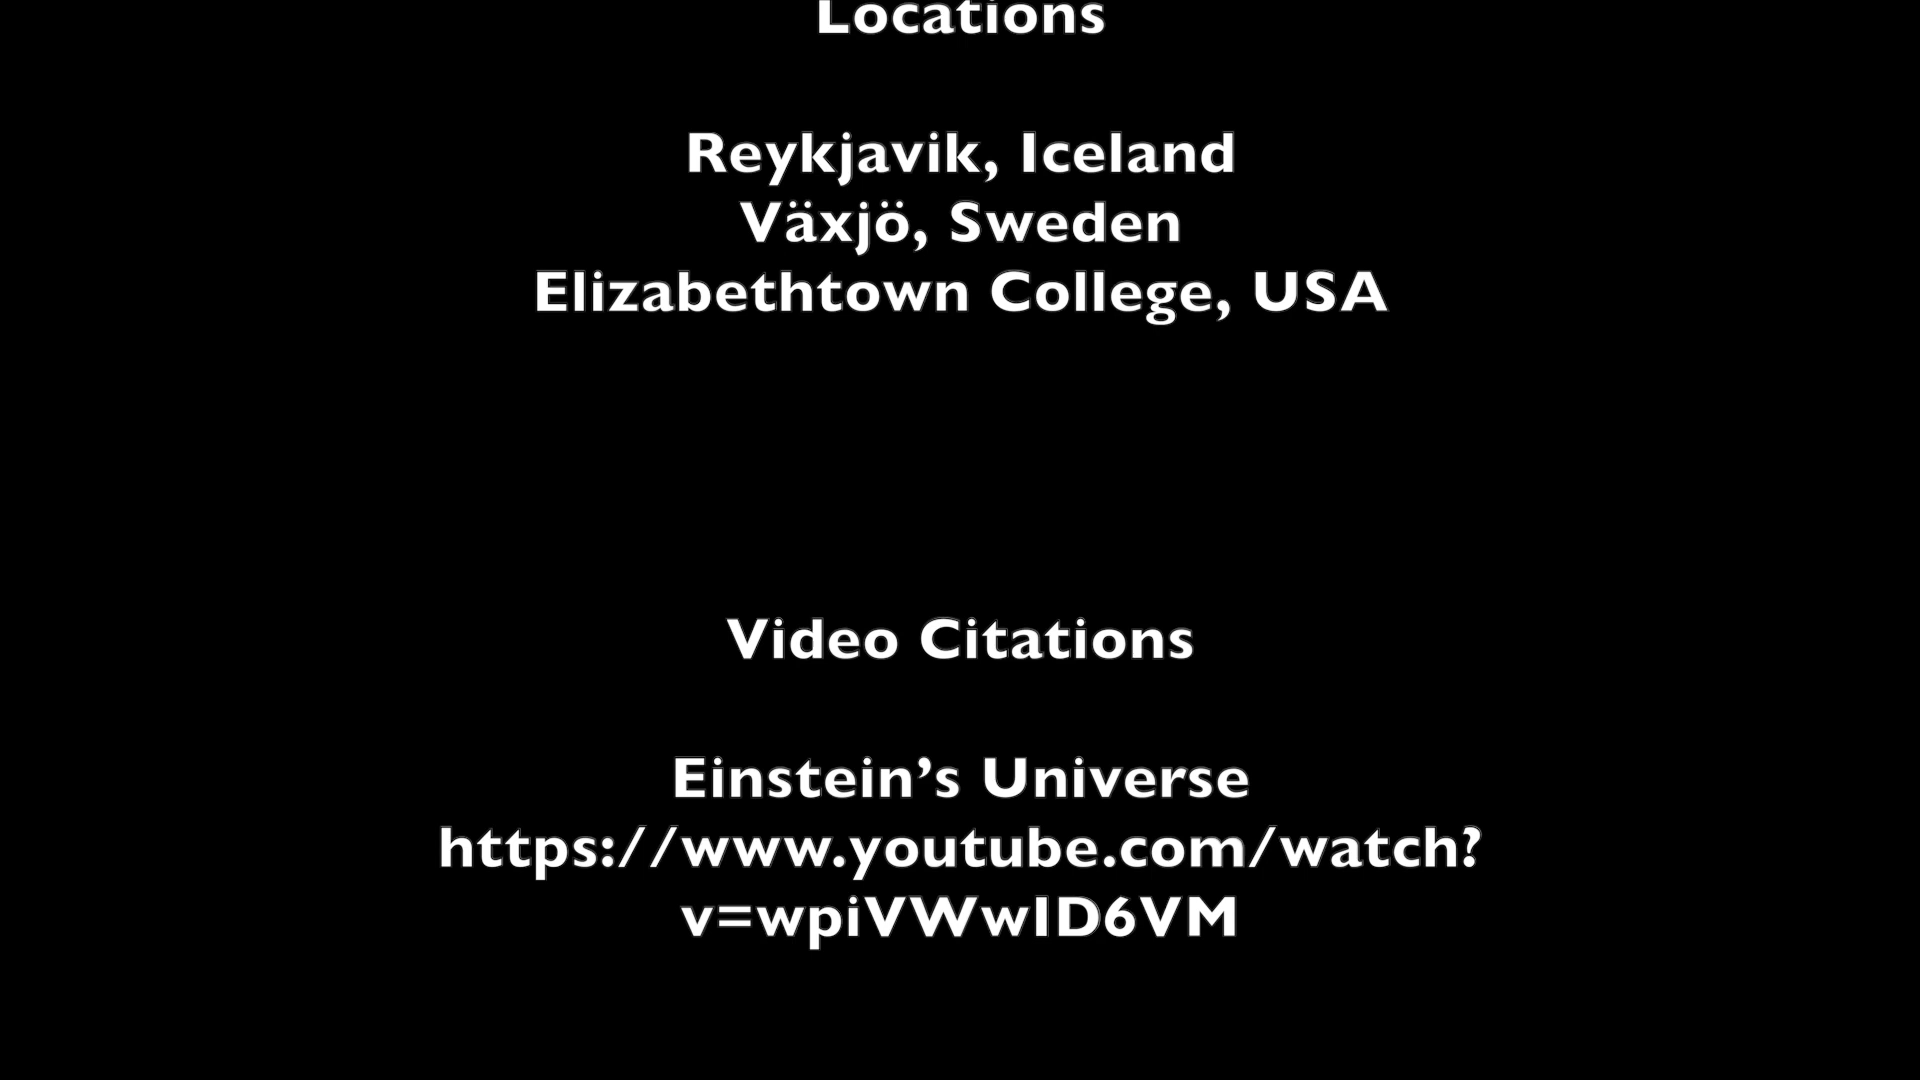 Locations
Reykjavik, Iceland
Växjö, Sweden
Elizabethtown College, USA
Video Citations
Einstein’s Universe
https://www.youtube.com/watch?
v=wpiVWwID6VM